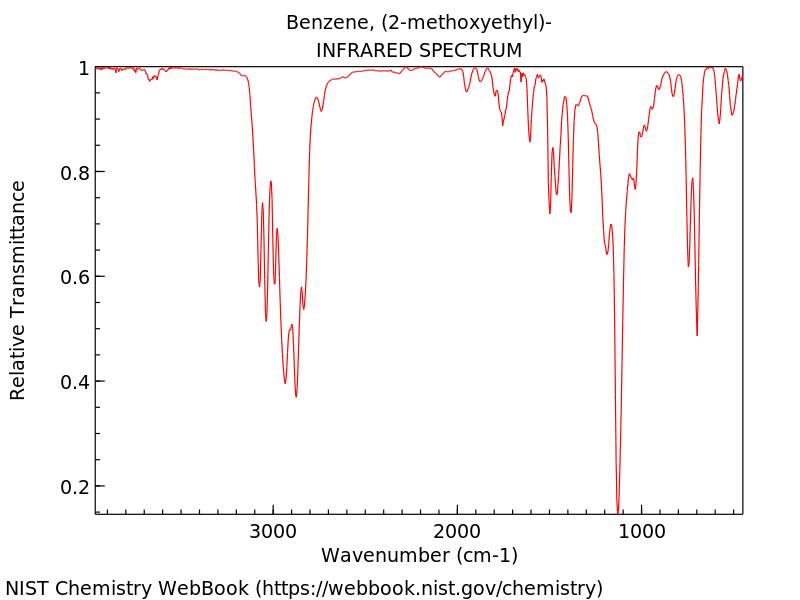 Benzene, (2-methoxyethyl)-
INFRARED SPECTRUM
1
0.8
0.6
0.4
0.2
Relative Transmittance
3000 2000 1000
Wavenumber (cm-1)
NIST Chemistry WebBook (https://webbook.nist.gov/chemistry)